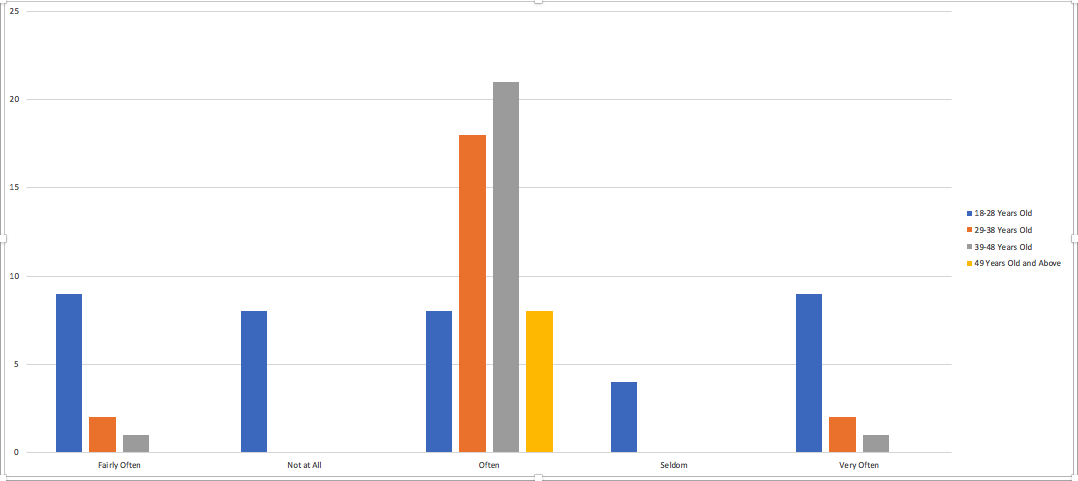 25
20
15
10
5
0
Fairly Often
Not at All
Often
Seldom
Very Often
18-28 Years Old
29-38 Years Old
39-48 Years Old
49 Years Old and Above